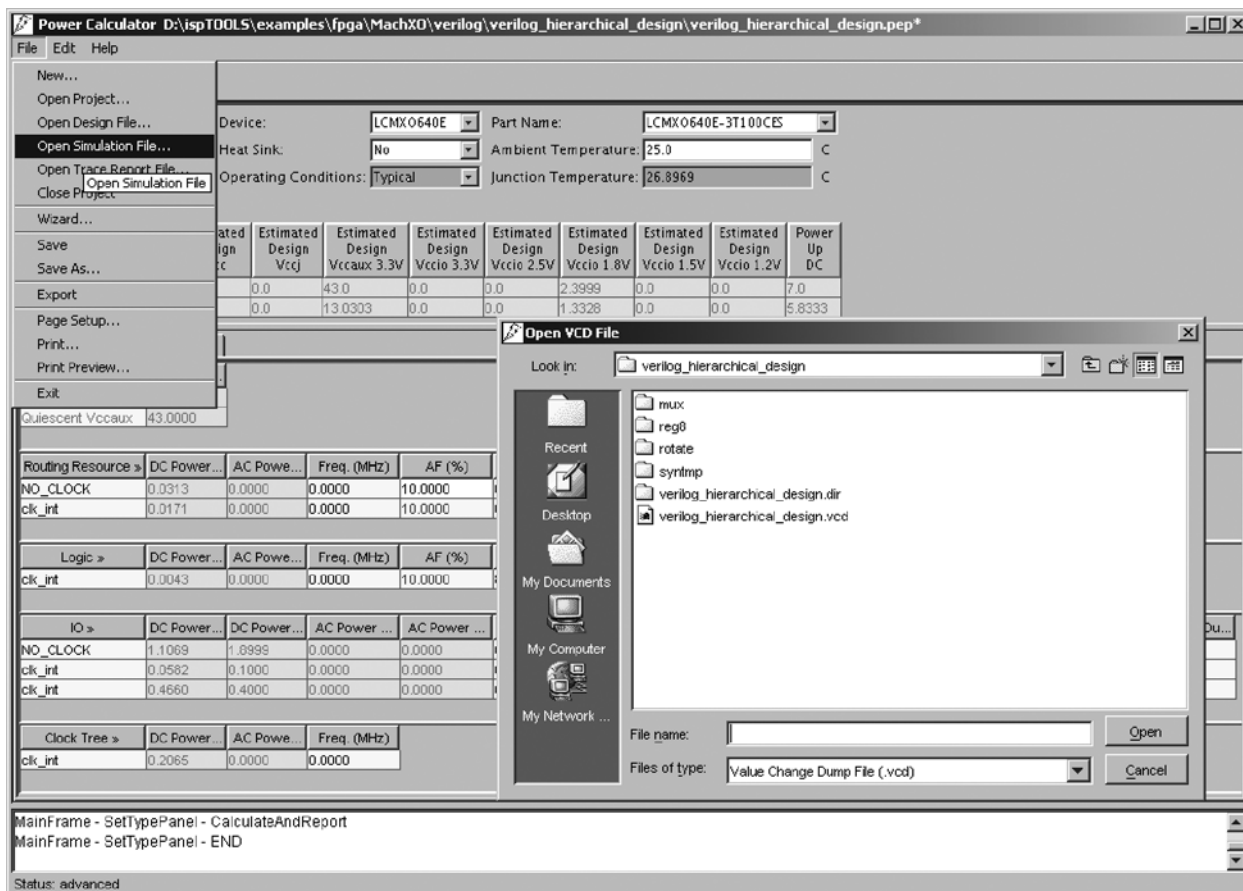 Power Calculator D:\ispTOOLS\examples\fpga\MachXO\verilog\verilog_hierarchical_design\verilog_hierarchical_design.pep*
File Edit Help
New...
Open Project...
Open Design File...
Open Simulation File...
Open Trace Report File...
Open Simulation File
Close Project
Wizard...
Save
Save As...
Export
Page Setup...
Print...
Print Preview...
Exit
Device: LCMXO640E Part Name: LCMXO640E-3T100CES
Heat Sink: No Ambient Temperature: 25.0 C
Operating Conditions: Typical Junction Temperature: 26.8969 C
ated Estimated Estimated Estimated Estimated Estimated Estimated Estimated Power
ign Design Design Design Design Design Design Design Up
Vccj Vccaux 3.3V Vccio 3.3V Vccio 2.5V Vccio 1.8V Vccio 1.5V Vccio 1.2V DC
0.0 43.0 0.0 0.0 2.3999 0.0 0.0 7.0
0.0 13.0303 0.0 0.0 1.3328 0.0 0.0 5.8333
Quiescent Vccaux 43.0000
Routing Resource » DC Power... AC Powe... Freq. (MHz) AF (%)
NO_CLOCK 0.0313 0.0000 0.0000 10.0000
clk_int 0.0171 0.0000 0.0000 10.0000
Logic » DC Power... AC Powe... Freq. (MHz) AF (%)
clk_int 0.0043 0.0000 0.0000 10.0000
IO » DC Power... DC Power... AC Power ... AC Power ... Du...
NO_CLOCK 1.1069 1.8999 0.0000 0.0000
clk_int 0.0582 0.1000 0.0000 0.0000
clk_int 0.4660 0.4000 0.0000 0.0000
Clock Tree » DC Power... AC Powe... Freq. (MHz)
clk_int 0.2065 0.0000 0.0000
Open VCD File
Look in: verilog_hierarchical_design
Recent
Desktop
My Documents
My Computer
My Network ...
mux
reg8
rotate
syntmp
verilog_hierarchical_design.dir
verilog_hierarchical_design.vcd
File name: Open
Files of type: Value Change Dump File (.vcd) Cancel
MainFrame - SetTypePanel - CalculateAndReport
MainFrame - SetTypePanel - END
Status: advanced